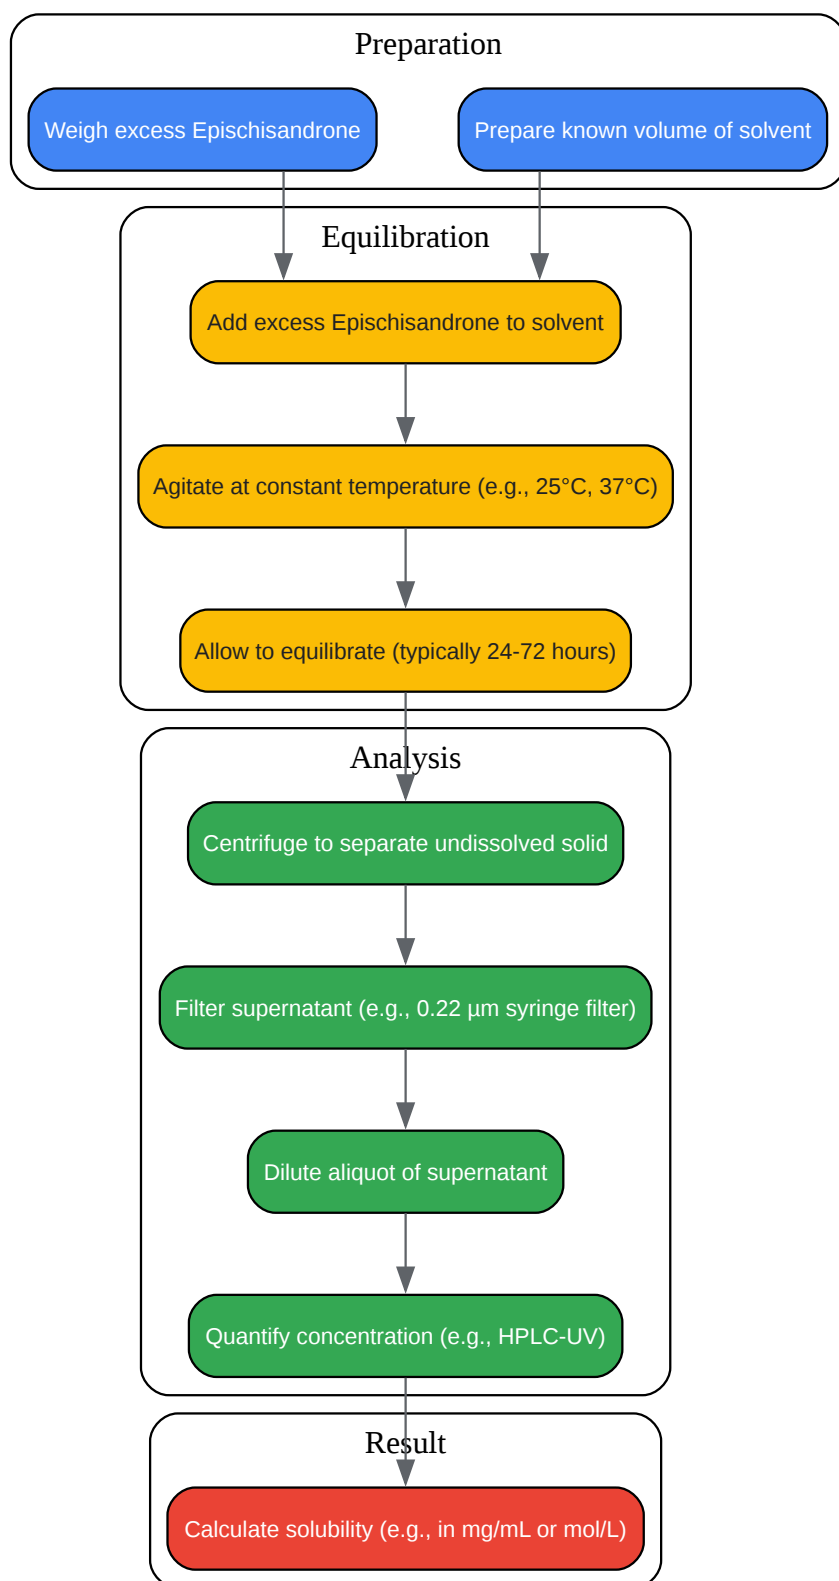 Preparation
Weigh excess Epischisandrone
Prepare known volume of solvent
Equilibration
Add excess Epischisandrone to solvent
Agitate at constant temperature (e.g., 25°C, 37°C)
Allow to equilibrate (typically 24-72 hours)
Analysis
Centrifuge to separate undissolved solid
Filter supernatant (e.g., 0.22 µm syringe filter)
Dilute aliquot of supernatant
Quantify concentration (e.g., HPLC-UV)
Result
Calculate solubility (e.g., in mg/mL or mol/L)